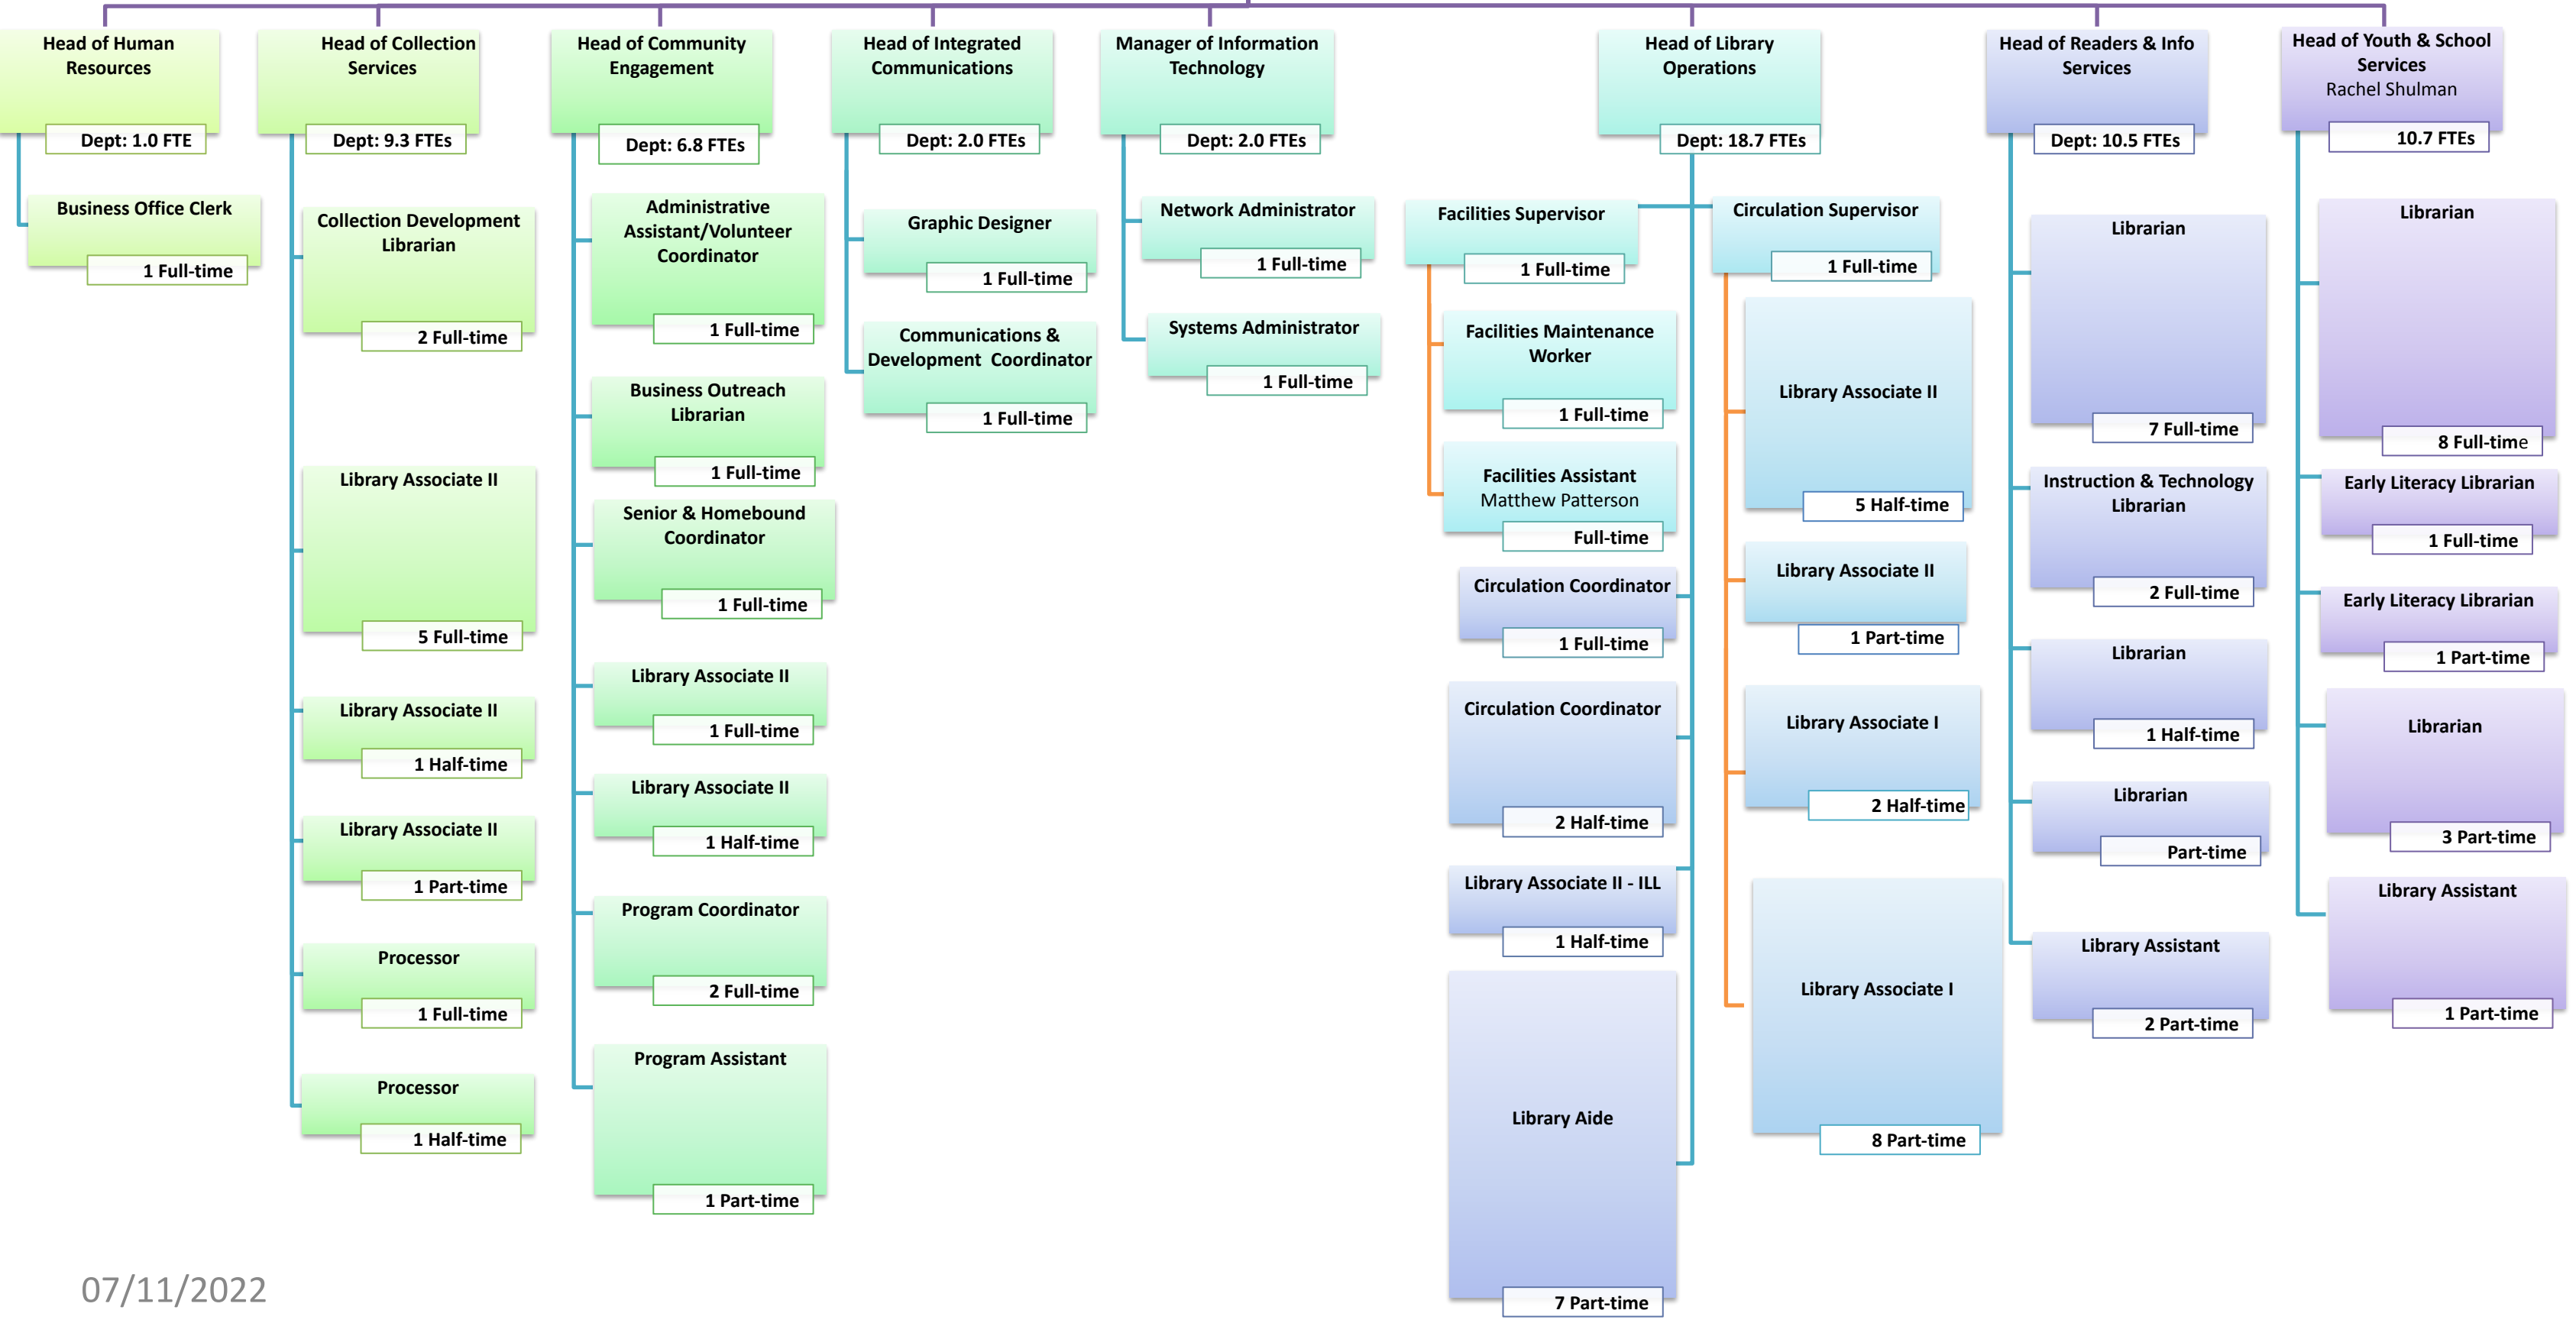 Head of Human
Resources
Dept: 1.0 FTE
Business Office Clerk
1 Full-time
Head of Collection
Services
Dept: 9.3 FTEs
Collection Development
Librarian
2 Full-time
Library Associate II
5 Full-time
Library Associate II
1 Half-time
Library Associate II
1 Part-time
Processor
1 Full-time
Processor
1 Half-time
Head of Community
Engagement
Dept: 6.8 FTEs
Administrative
Assistant/Volunteer
Coordinator
1 Full-time
Business Outreach
Librarian
1 Full-time
Senior & Homebound
Coordinator
1 Full-time
Library Associate II
1 Full-time
Library Associate II
1 Half-time
Program Coordinator
2 Full-time
Program Assistant
1 Part-time
Head of Integrated
Communications
Dept: 2.0 FTEs
Graphic Designer
1 Full-time
Communications &
Development Coordinator
1 Full-time
Manager of Information
Technology
Dept: 2.0 FTEs
Network Administrator
1 Full-time
Systems Administrator
1 Full-time
Head of Library
Operations
Dept: 18.7 FTEs
Facilities Supervisor
1 Full-time
Facilities Maintenance
Worker
1 Full-time
Facilities Assistant
Matthew Patterson
Full-time
Circulation Coordinator
1 Full-time
Circulation Coordinator
2 Half-time
Library Associate II - ILL
1 Half-time
Library Aide
7 Part-time
Circulation Supervisor
1 Full-time
Library Associate II
5 Half-time
Library Associate II
1 Part-time
Library Associate I
2 Half-time
Library Associate I
8 Part-time
Head of Readers & Info
Services
Dept: 10.5 FTEs
Librarian
7 Full-time
Instruction & Technology
Librarian
2 Full-time
Librarian
1 Half-time
Librarian
Part-time
Library Assistant
2 Part-time
Head of Youth & School
Services
Rachel Shulman
10.7 FTEs
Librarian
8 Full-time
Early Literacy Librarian
1 Full-time
Early Literacy Librarian
1 Part-time
Librarian
3 Part-time
Library Assistant
1 Part-time
07/11/2022